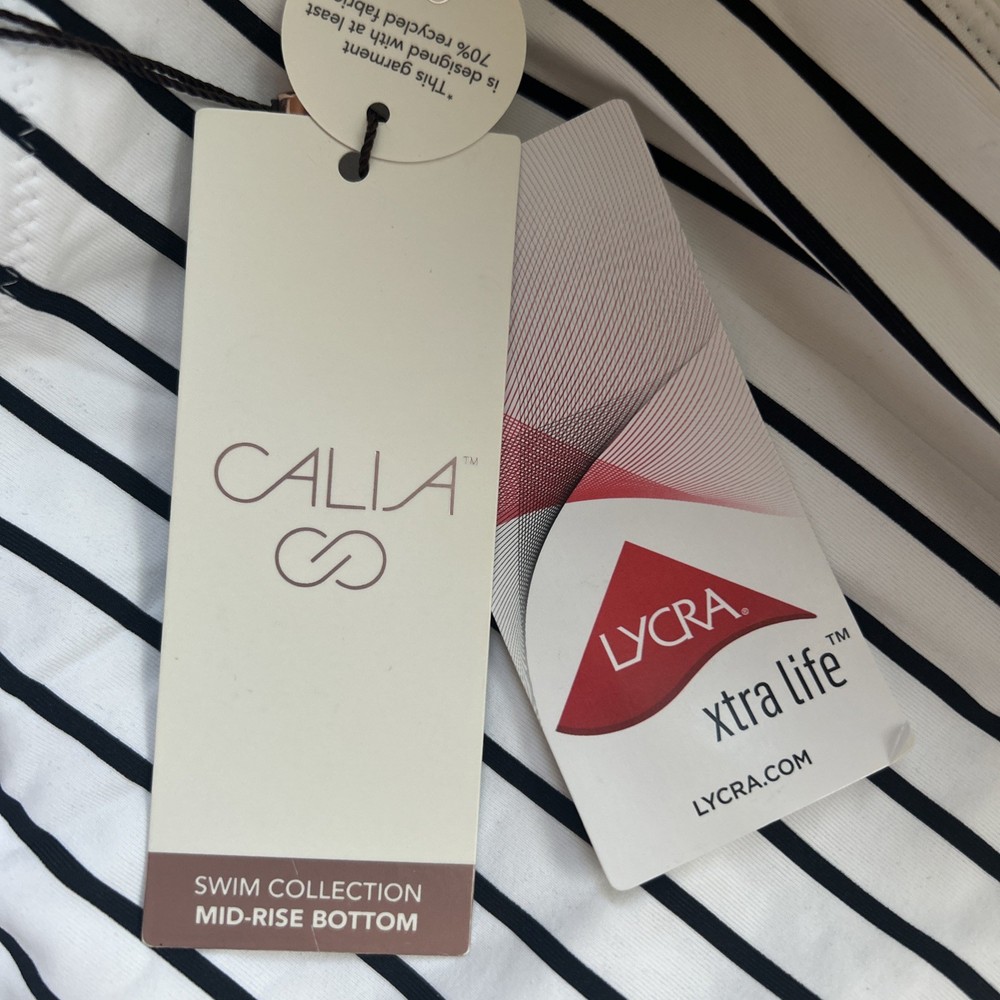 *This garment
is designed with at least
70% recycled fabric
CALIA™
SWIM COLLECTION
MID-RISE BOTTOM
LYCRA®
xtra life™
LYCRA.COM